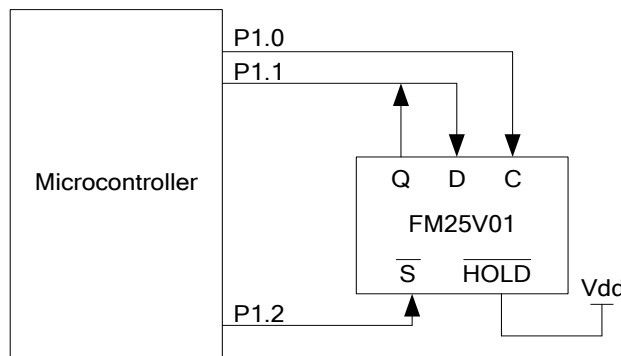 P1.0
P1.1
Microcontroller
Q D C
FM25V01
S HOLD
Vdd
P1.2